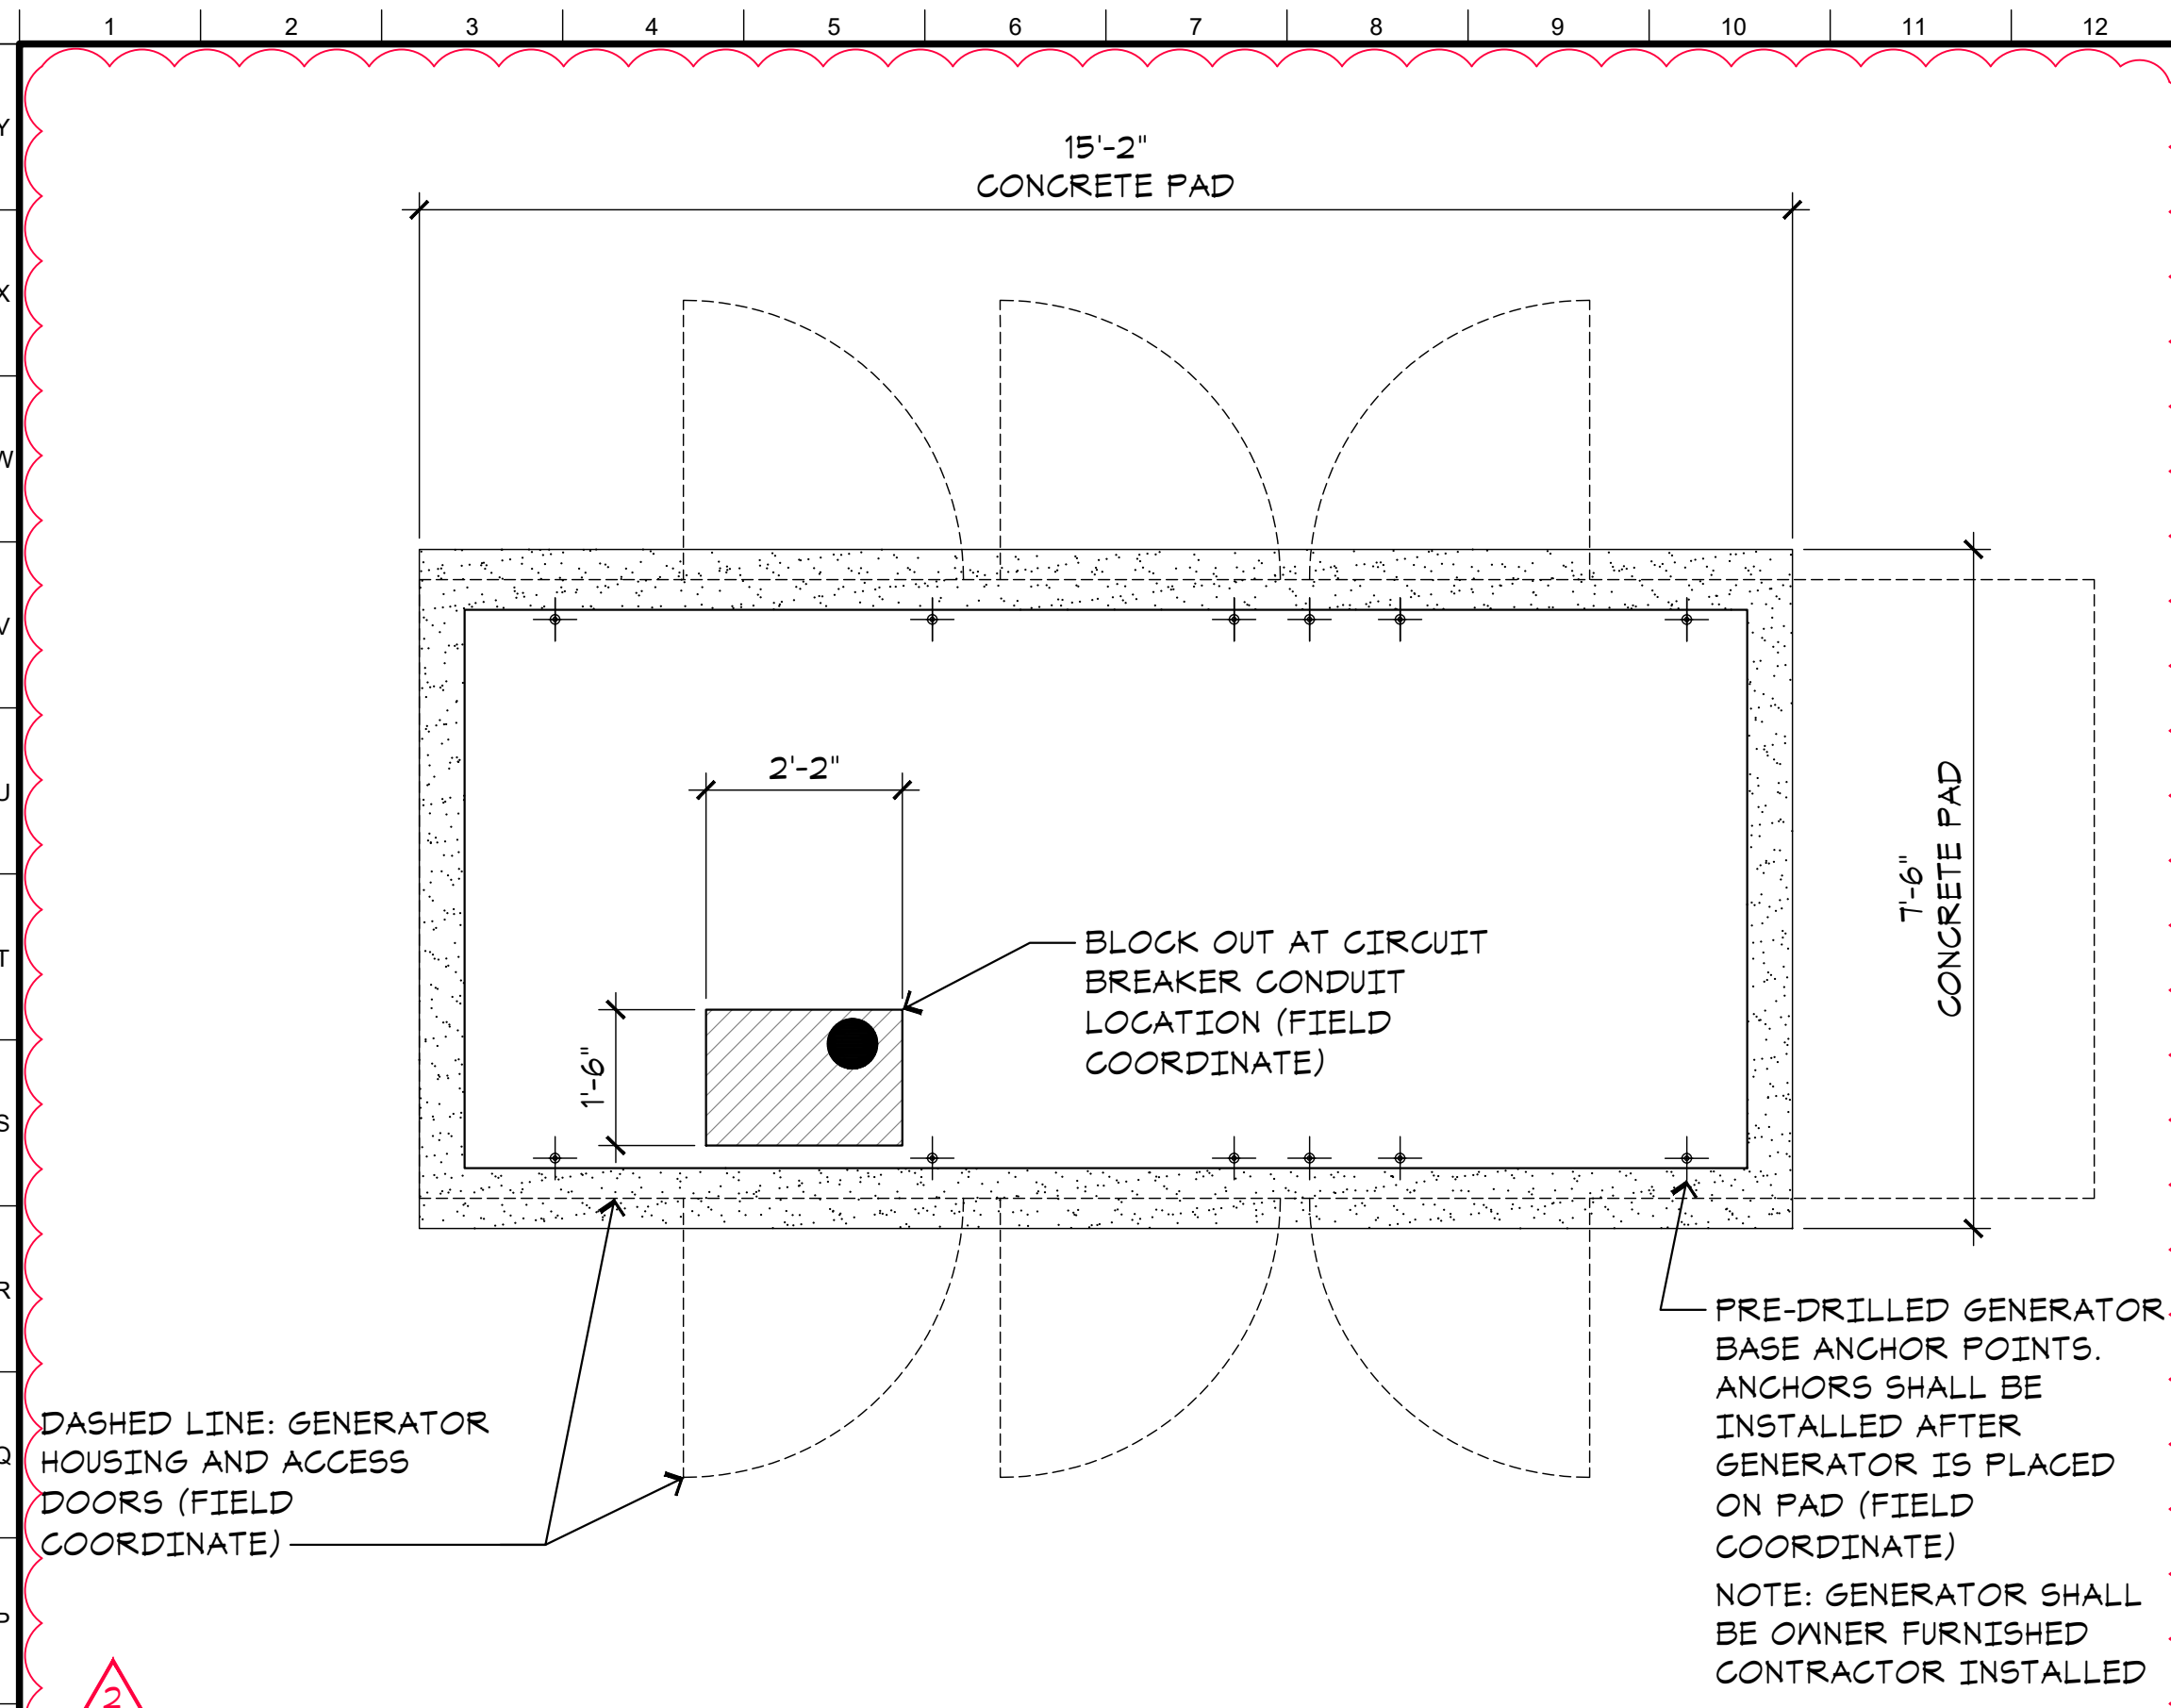 1 2 3 4 5 6 7 8 9 10 11 12
Y
15'-2"
CONCRETE PAD
X
W
V
U
2'-2"
7'-6"
CONCRETE PAD
T
BLOCK OUT AT CIRCUIT
BREAKER CONDUIT
LOCATION (FIELD
COORDINATE)
1'-6"
S
R
PRE-DRILLED GENERATOR
BASE ANCHOR POINTS.
ANCHORS SHALL BE
INSTALLED AFTER
GENERATOR IS PLACED
ON PAD (FIELD
COORDINATE)
DASHED LINE: GENERATOR
HOUSING AND ACCESS
DOORS (FIELD
COORDINATE)
Q
NOTE: GENERATOR SHALL
BE OWNER FURNISHED
CONTRACTOR INSTALLED
P
2